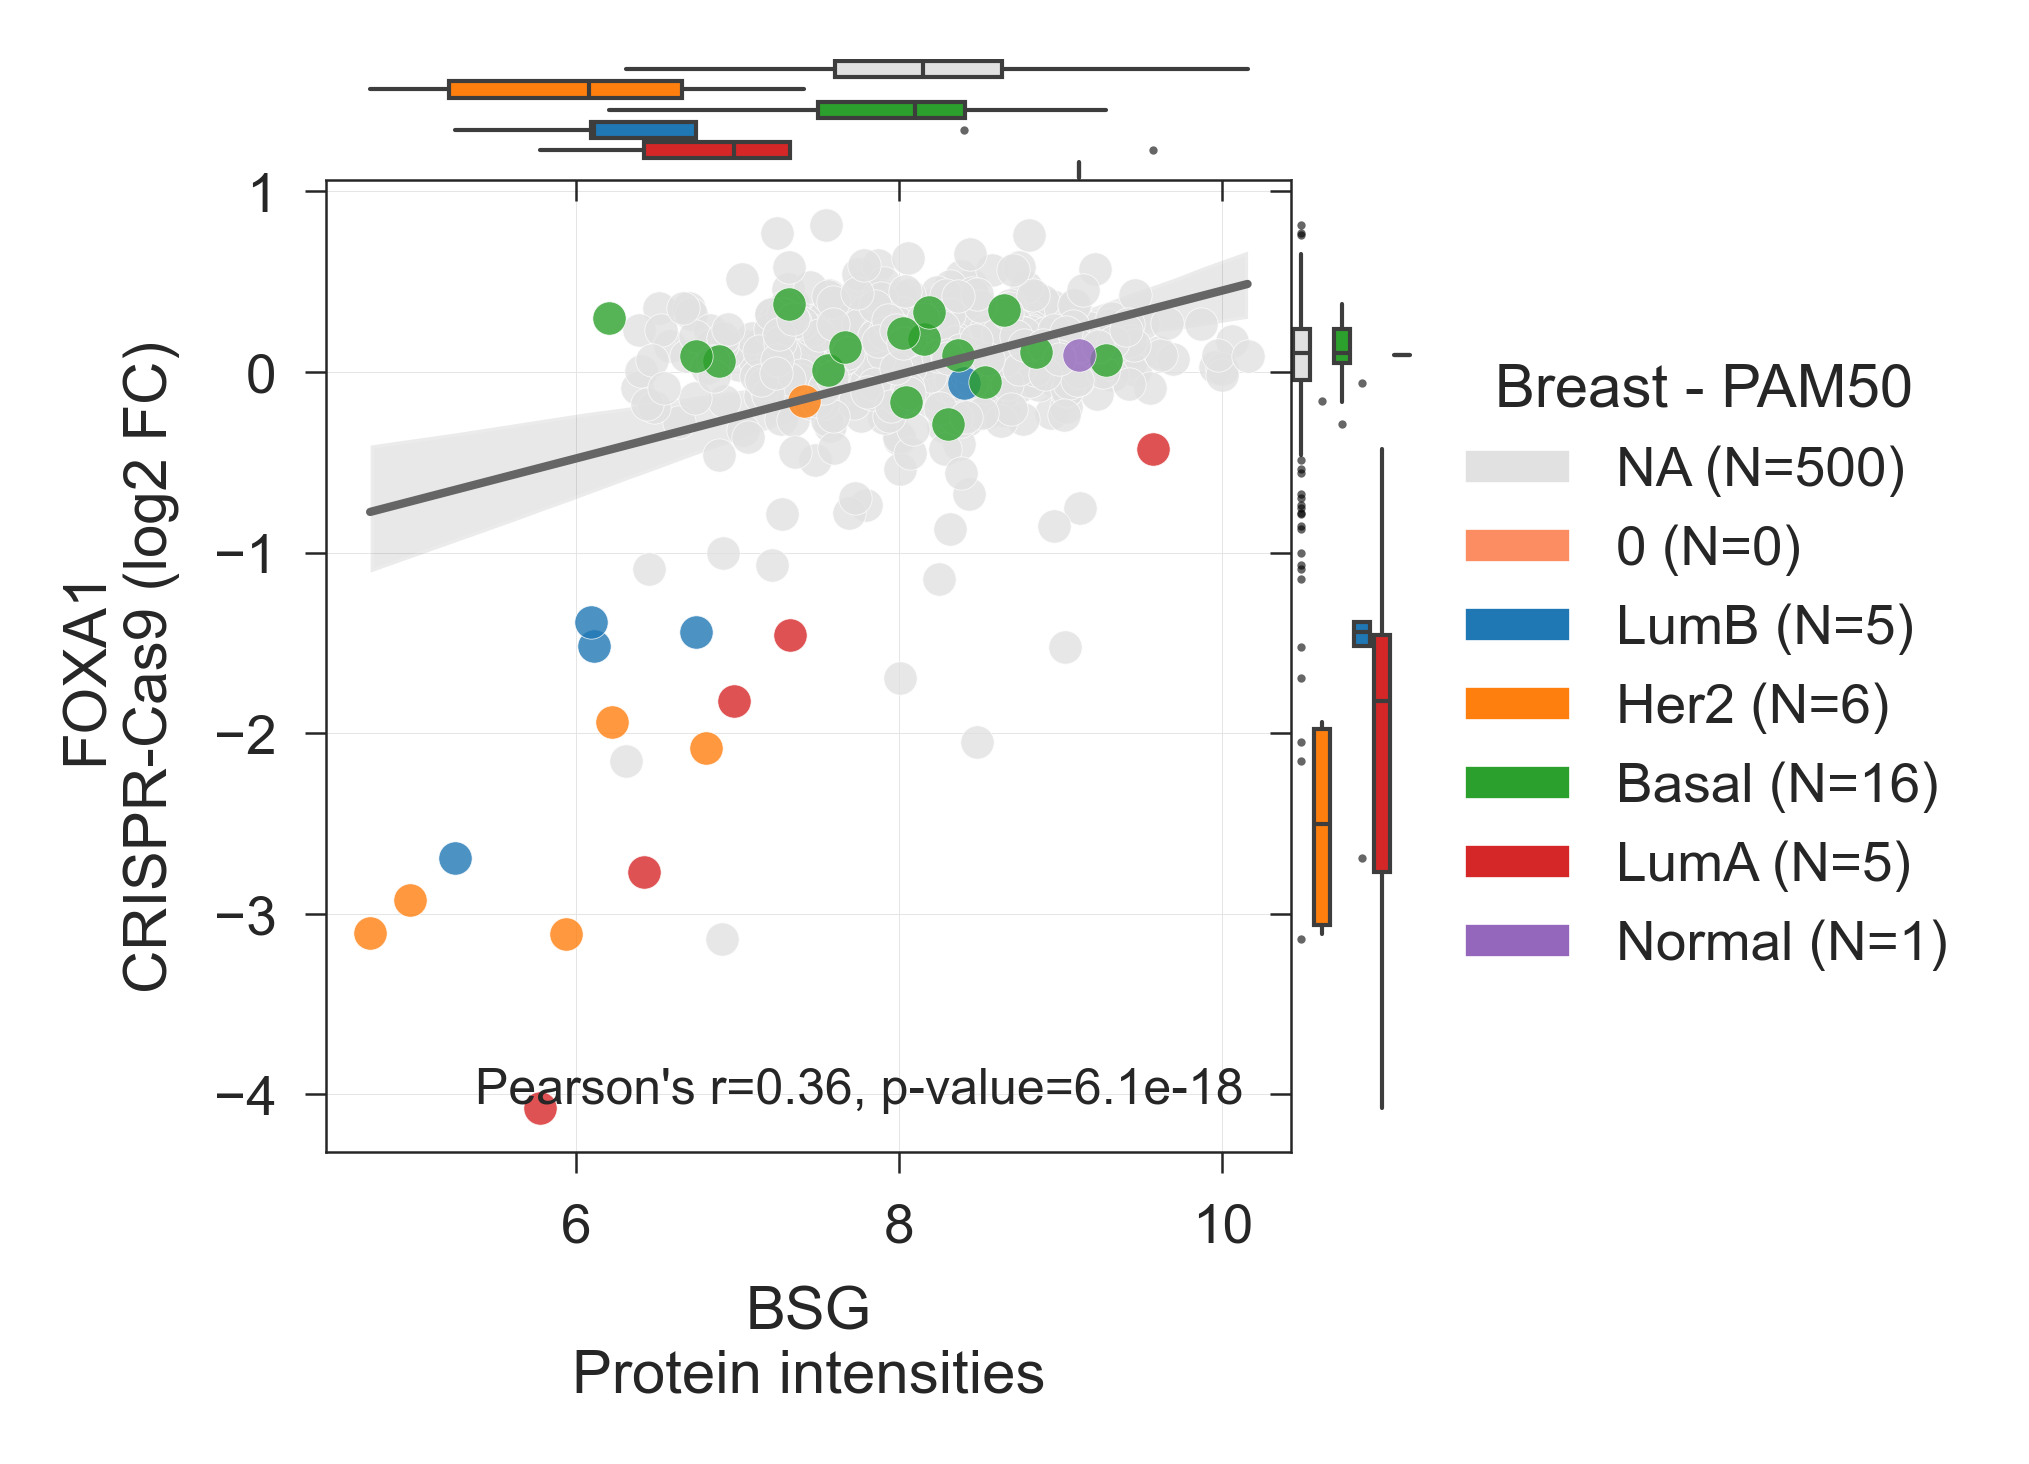 1
0
−1
−2
−3
−4
FOXA1
CRISPR-Cas9 (log2 FC)
Pearson's r=0.36, p-value=6.1e-18
6
8
10
BSG
Protein intensities
Breast - PAM50
NA (N=500)
0 (N=0)
LumB (N=5)
Her2 (N=6)
Basal (N=16)
LumA (N=5)
Normal (N=1)